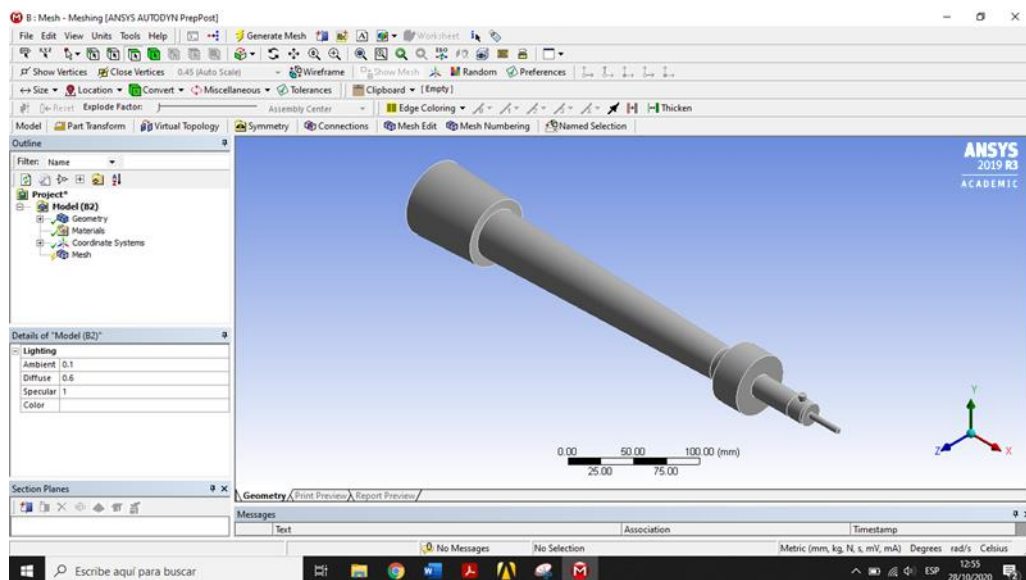 B : Mesh - Meshing [ANSYS AUTODYN PrepPost]
File Edit View Units Tools Help Generate Mesh Worksheet
Show Vertices Close Vertices 0.45 (Auto Scale) Wireframe Show Mesh Random Preferences
Size Location Convert Miscellaneous Tolerances Clipboard [Empty]
Reset Explode Factor: Assembly Center Edge Coloring Thicken
Model Part Transform Virtual Topology Symmetry Connections Mesh Edit Mesh Numbering Named Selection
Outline
Filter: Name
Project*
Model (B2)
Geometry
Materials
Coordinate Systems
Mesh
Details of "Model (B2)"
Lighting
Ambient 0.1
Diffuse 0.6
Specular 1
Color
Section Planes
ANSYS
2019 R3
ACADEMIC
Y
Z X
0.00 50.00 100.00 (mm)
25.00 75.00
Geometry Print Preview Report Preview
Messages
Text Association Timestamp
No Messages No Selection Metric (mm, kg, N, s, mV, mA) Degrees rad/s Celsius
Escribe aquí para buscar
ESP
12:55
28/10/2020